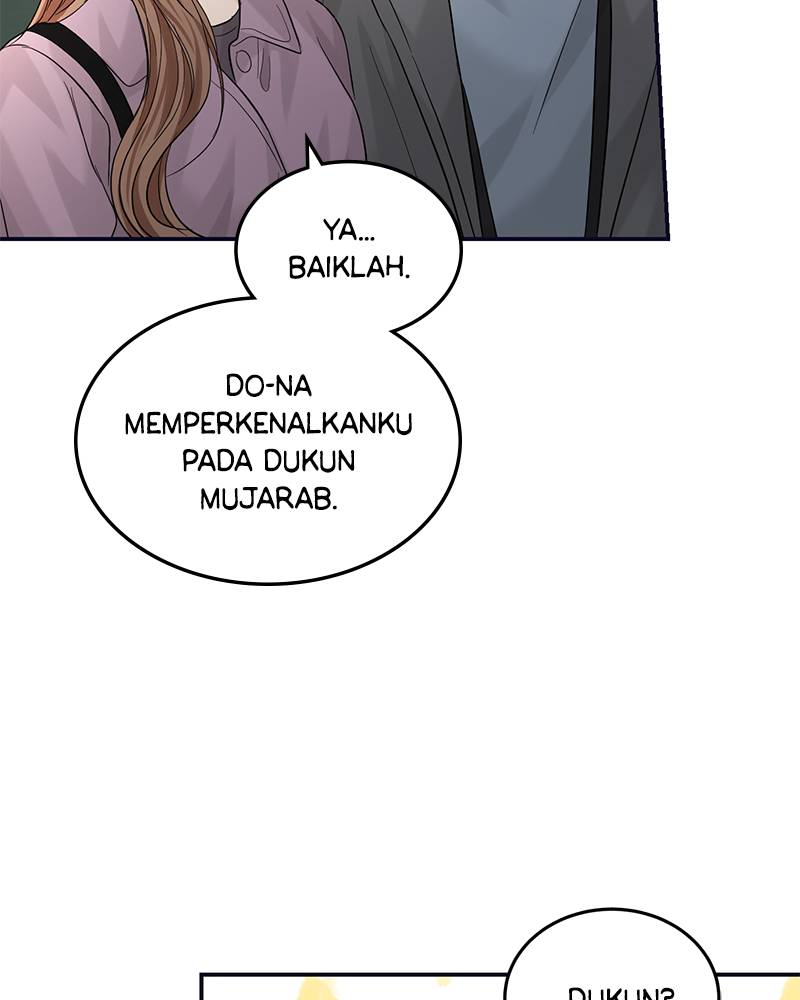 YA...
BAIKLAH.
DO-NA
MEMPERKENALKANKU
PADA DUKUN
MUJARAB.
DUKUN?